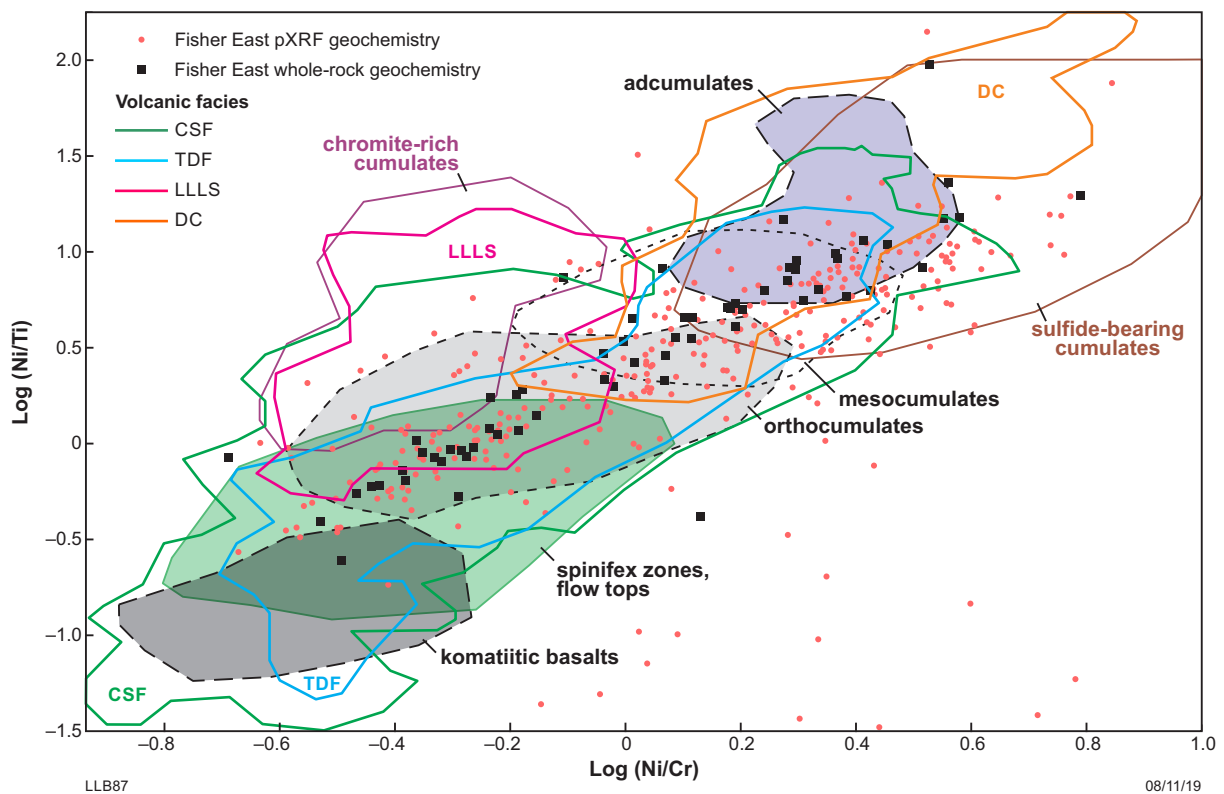 Fisher East pXRF geochemistry
Fisher East whole-rock geochemistry
Volcanic facies
CSF
TDF
LLLS
DC
chromite-rich
cumulates
adcumulates
DC
LLLS
sulfide-bearing
cumulates
mesocumulates
orthocumulates
spinifex zones,
flow tops
komatiitic basalts
TDF
CSF
Log (Ni/Ti)
2.0
1.5
1.0
0.5
0
–0.5
–1.0
–1.5
–0.8
–0.6
–0.4
–0.2
0
0.2
0.4
0.6
0.8
1.0
Log (Ni/Cr)
LLB87
08/11/19